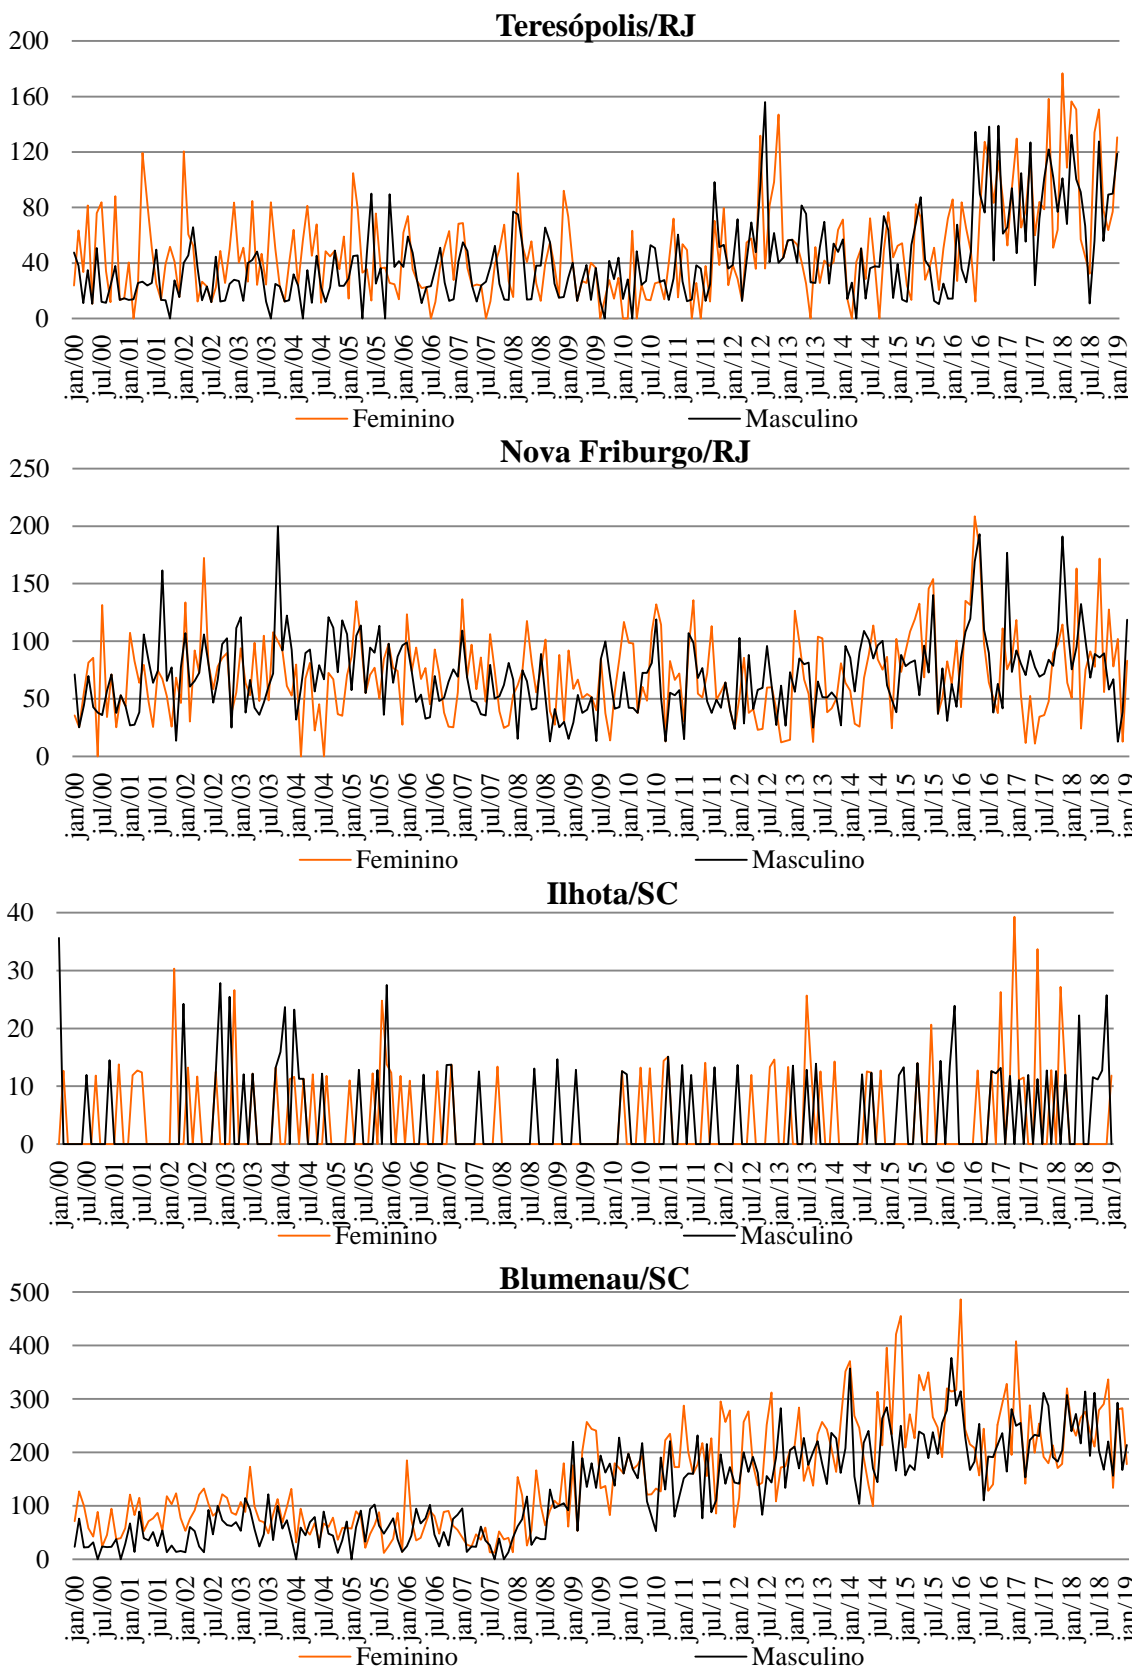 Teresópolis/RJ
200
160
120
80
40
0
jan/00 jul/00 jan/01 jul/01 jan/02 jul/02 jan/03 jul/03 jan/04 jul/04 jan/05 jul/05 jan/06 jul/06 jan/07 jul/07 jan/08 jul/08 jan/09 jul/09 jan/10 jul/10 jan/11 jul/11 jan/12 jul/12 jan/13 jul/13 jan/14 jul/14 jan/15 jul/15 jan/16 jul/16 jan/17 jul/17 jan/18 jul/18 jan/19
Feminino Masculino
Nova Friburgo/RJ
250
200
150
100
50
0
jan/00 jul/00 jan/01 jul/01 jan/02 jul/02 jan/03 jul/03 jan/04 jul/04 jan/05 jul/05 jan/06 jul/06 jan/07 jul/07 jan/08 jul/08 jan/09 jul/09 jan/10 jul/10 jan/11 jul/11 jan/12 jul/12 jan/13 jul/13 jan/14 jul/14 jan/15 jul/15 jan/16 jul/16 jan/17 jul/17 jan/18 jul/18 jan/19
Feminino Masculino
Ilhota/SC
40
30
20
10
0
jan/00 jul/00 jan/01 jul/01 jan/02 jul/02 jan/03 jul/03 jan/04 jul/04 jan/05 jul/05 jan/06 jul/06 jan/07 jul/07 jan/08 jul/08 jan/09 jul/09 jan/10 jul/10 jan/11 jul/11 jan/12 jul/12 jan/13 jul/13 jan/14 jul/14 jan/15 jul/15 jan/16 jul/16 jan/17 jul/17 jan/18 jul/18 jan/19
Feminino Masculino
Blumenau/SC
500
400
300
200
100
0
jan/00 jul/00 jan/01 jul/01 jan/02 jul/02 jan/03 jul/03 jan/04 jul/04 jan/05 jul/05 jan/06 jul/06 jan/07 jul/07 jan/08 jul/08 jan/09 jul/09 jan/10 jul/10 jan/11 jul/11 jan/12 jul/12 jan/13 jul/13 jan/14 jul/14 jan/15 jul/15 jan/16 jul/16 jan/17 jul/17 jan/18 jul/18 jan/19
Feminino Masculino